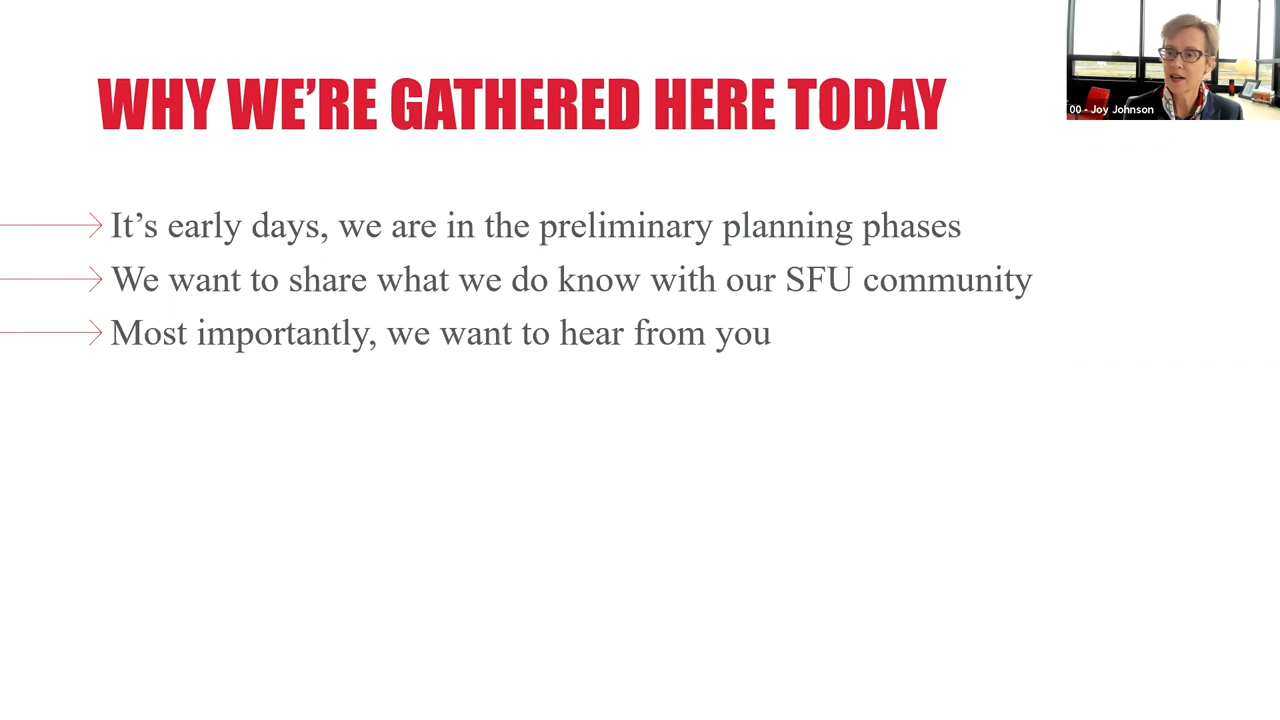 WHY WE’RE GATHERED HERE TODAY
00 - Joy Johnson
It’s early days, we are in the preliminary planning phases
We want to share what we do know with our SFU community
Most importantly, we want to hear from you